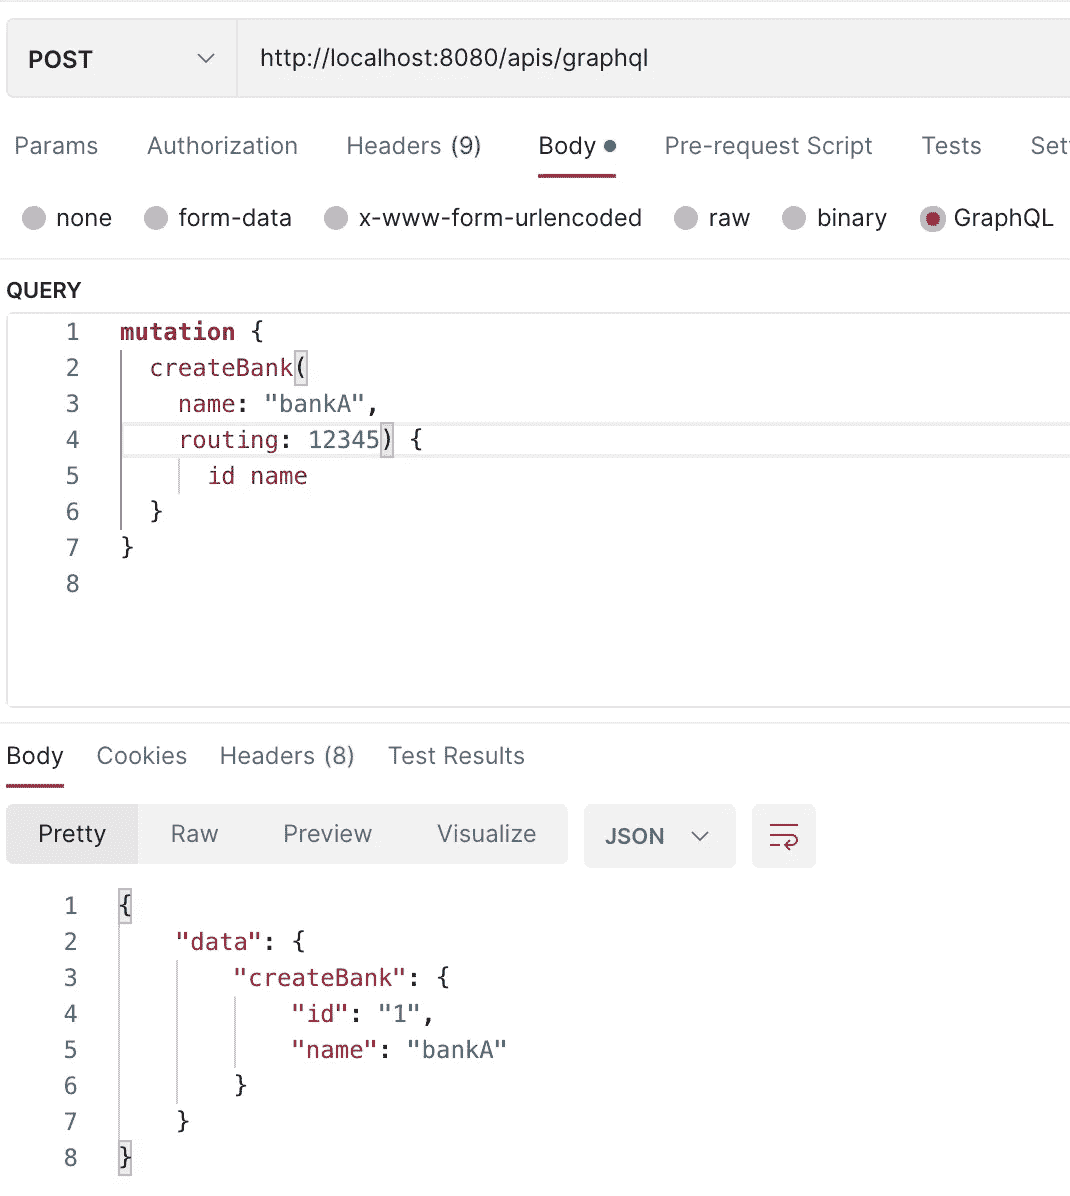 POST http://localhost:8080/apis/graphql
Params Authorization Headers (9) Body Pre-request Script Tests Set
none form-data x-www-form-urlencoded raw binary GraphQL
QUERY
1 mutation {
2 createBank(
3 name: "bankA",
4 routing: 12345) {
5 id name
6 }
7 }
8
Body Cookies Headers (8) Test Results
Pretty Raw Preview Visualize JSON
1 {
2 "data": {
3 "createBank": {
4 "id": "1",
5 "name": "bankA"
6 }
7 }
8 }